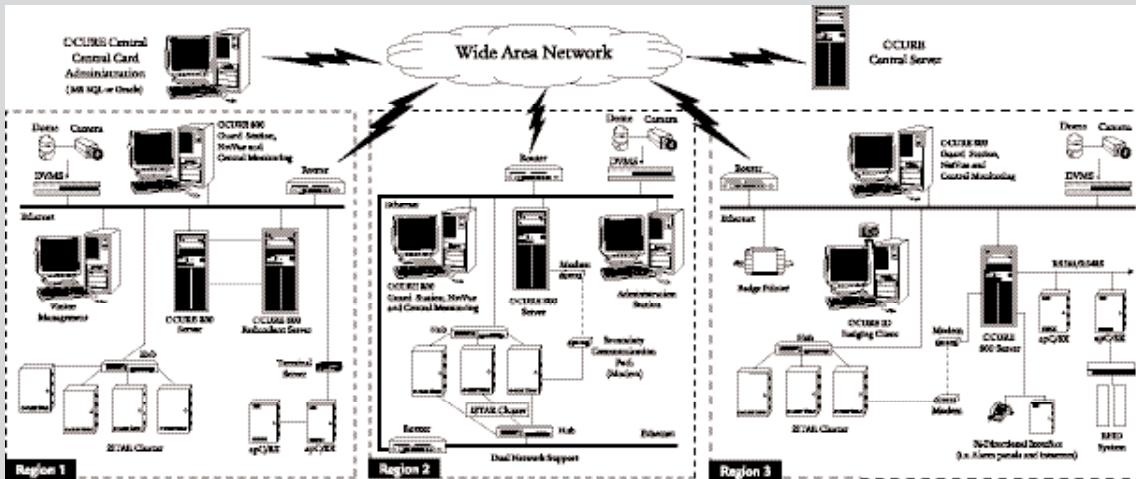 C•CURE Central
Central Card
Administration
(MS SQL or Oracle)
Wide Area Network
C•CURE
Central Server
Dome
Camera
DVMS
C•CURE 800
Guard Station,
NetVue and
Central Monitoring
Router
Ethernet
Visitor
Management
C•CURE 800
Server
C•CURE 800
Redundant Server
Hub
Terminal
Server
iSTAR Cluster
apC/8X
apC/8X
Region 1
Router
Dome
Camera
DVMS
Ethernet
C•CURE 800
Guard Station, NetVue
and Central Monitoring
C•CURE 800
Server
Modem
Administration
Station
Hub
Secondary
Communication
Path
(Modem)
iSTAR Cluster
Hub
Router
Ethernet
Dual Network Support
Region 2
Router
C•CURE 800
Guard Station,
NetVue and
Central Monitoring
Dome
Camera
DVMS
Ethernet
Badge Printer
C•CURE ID
Badging Client
Modem
C•CURE
800 Server
apC/8X
apC/8X
Hub
iSTAR Cluster
Modem
Bi-Directional Interface
(i.e. Alarm panels and intercom)
RFID
System
Region 3